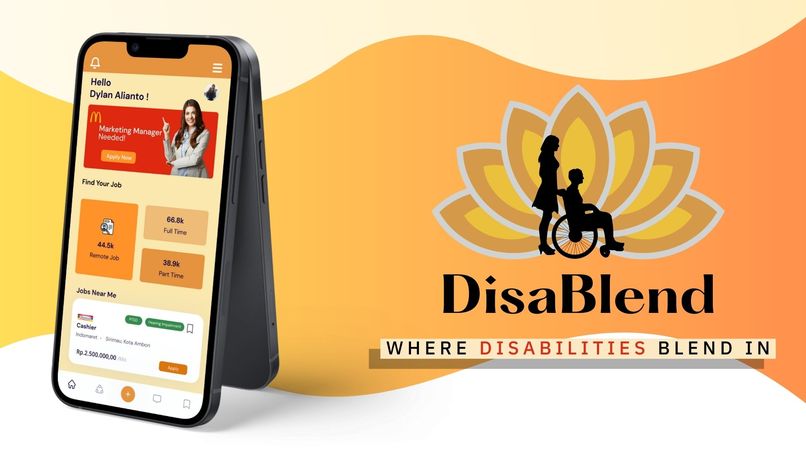 Hello
Dylan Alianto !
Marketing Manager
Needed!
Apply Now
Find Your Job
44.5k
Remote Job
66.8k
Full Time
38.9k
Part Time
Jobs Near Me
Cashier
Hearing Impairment
Indomaret
Sirimau, Kota Ambon
Rp.2.500.000,00
Apply
DisaBlend
WHERE DISABILITIES BLEND IN